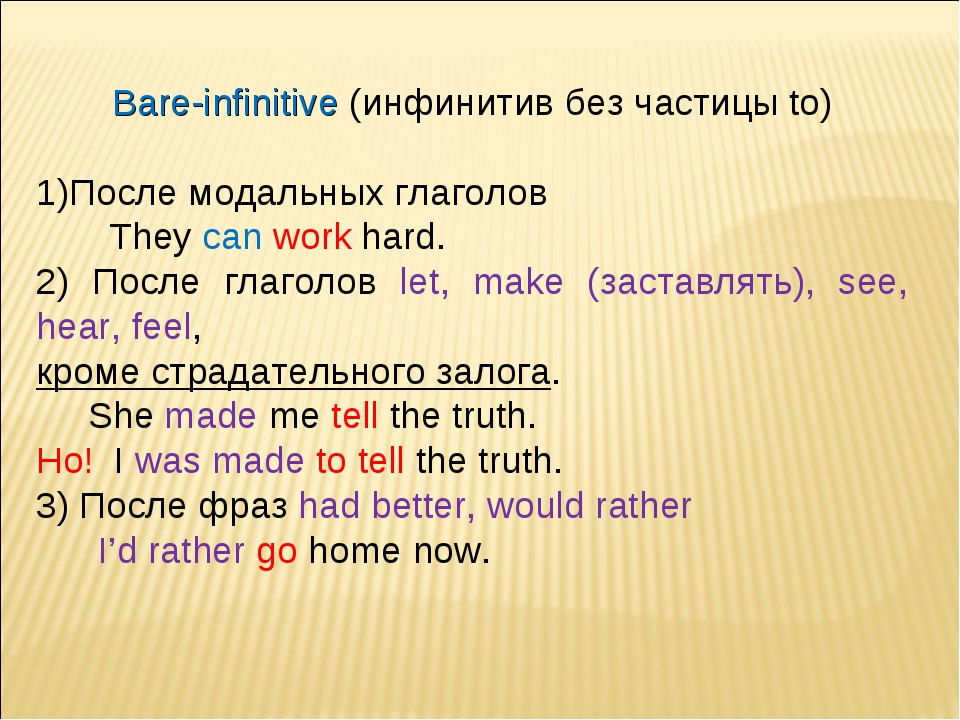 Bare-infinitive (инфинитив без частицы to)
1)После модальных глаголов
They can work hard.
2) После глаголов let, make (заставлять), see,
hear, feel,
кроме страдательного залога.
She made me tell the truth.
Но! I was made to tell the truth.
3) После фраз had better, would rather
I’d rather go home now.